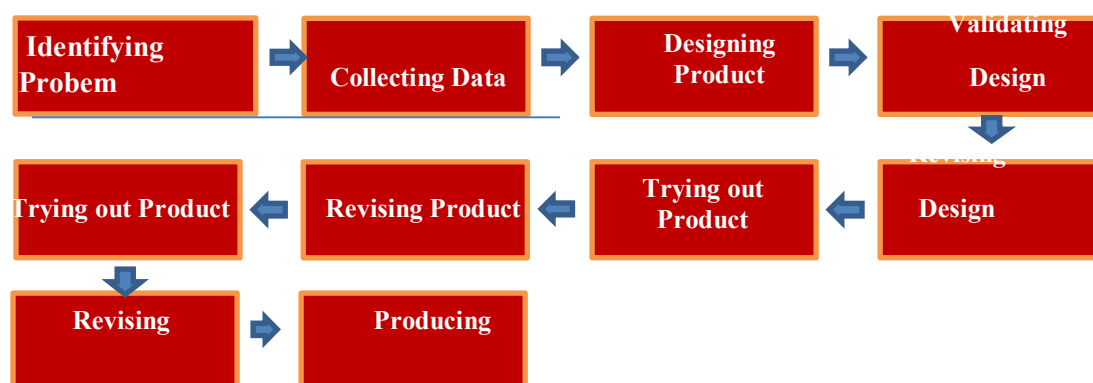 Identifying
Probem
Collecting Data
Designing
Product
Validating
Design
Revising
Design
Trying out
Product
Revising Product
Trying out Product
Revising
Producing